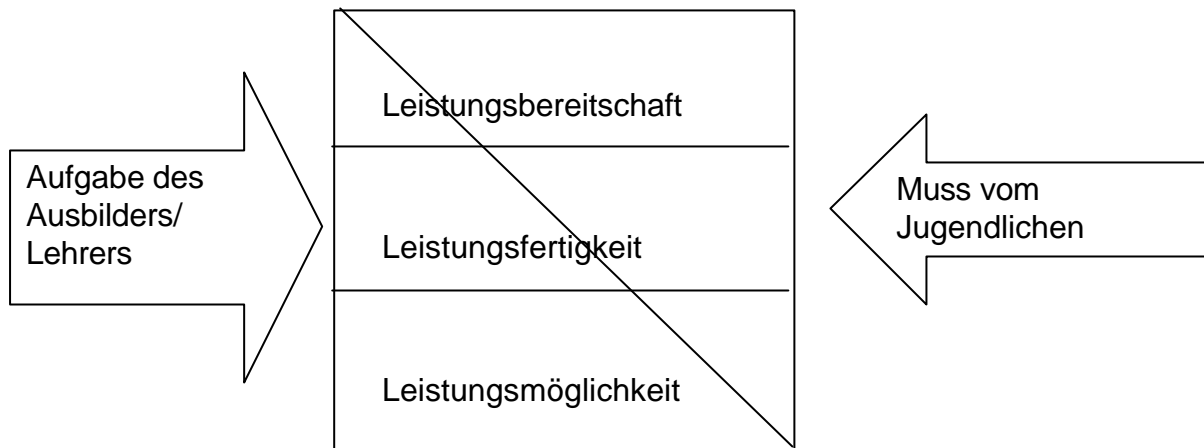 Aufgabe des
Ausbilders/
Lehrers
Leistungsbereitschaft
Leistungsfertigkeit
Leistungsmöglichkeit
Muss vom
Jugendlichen